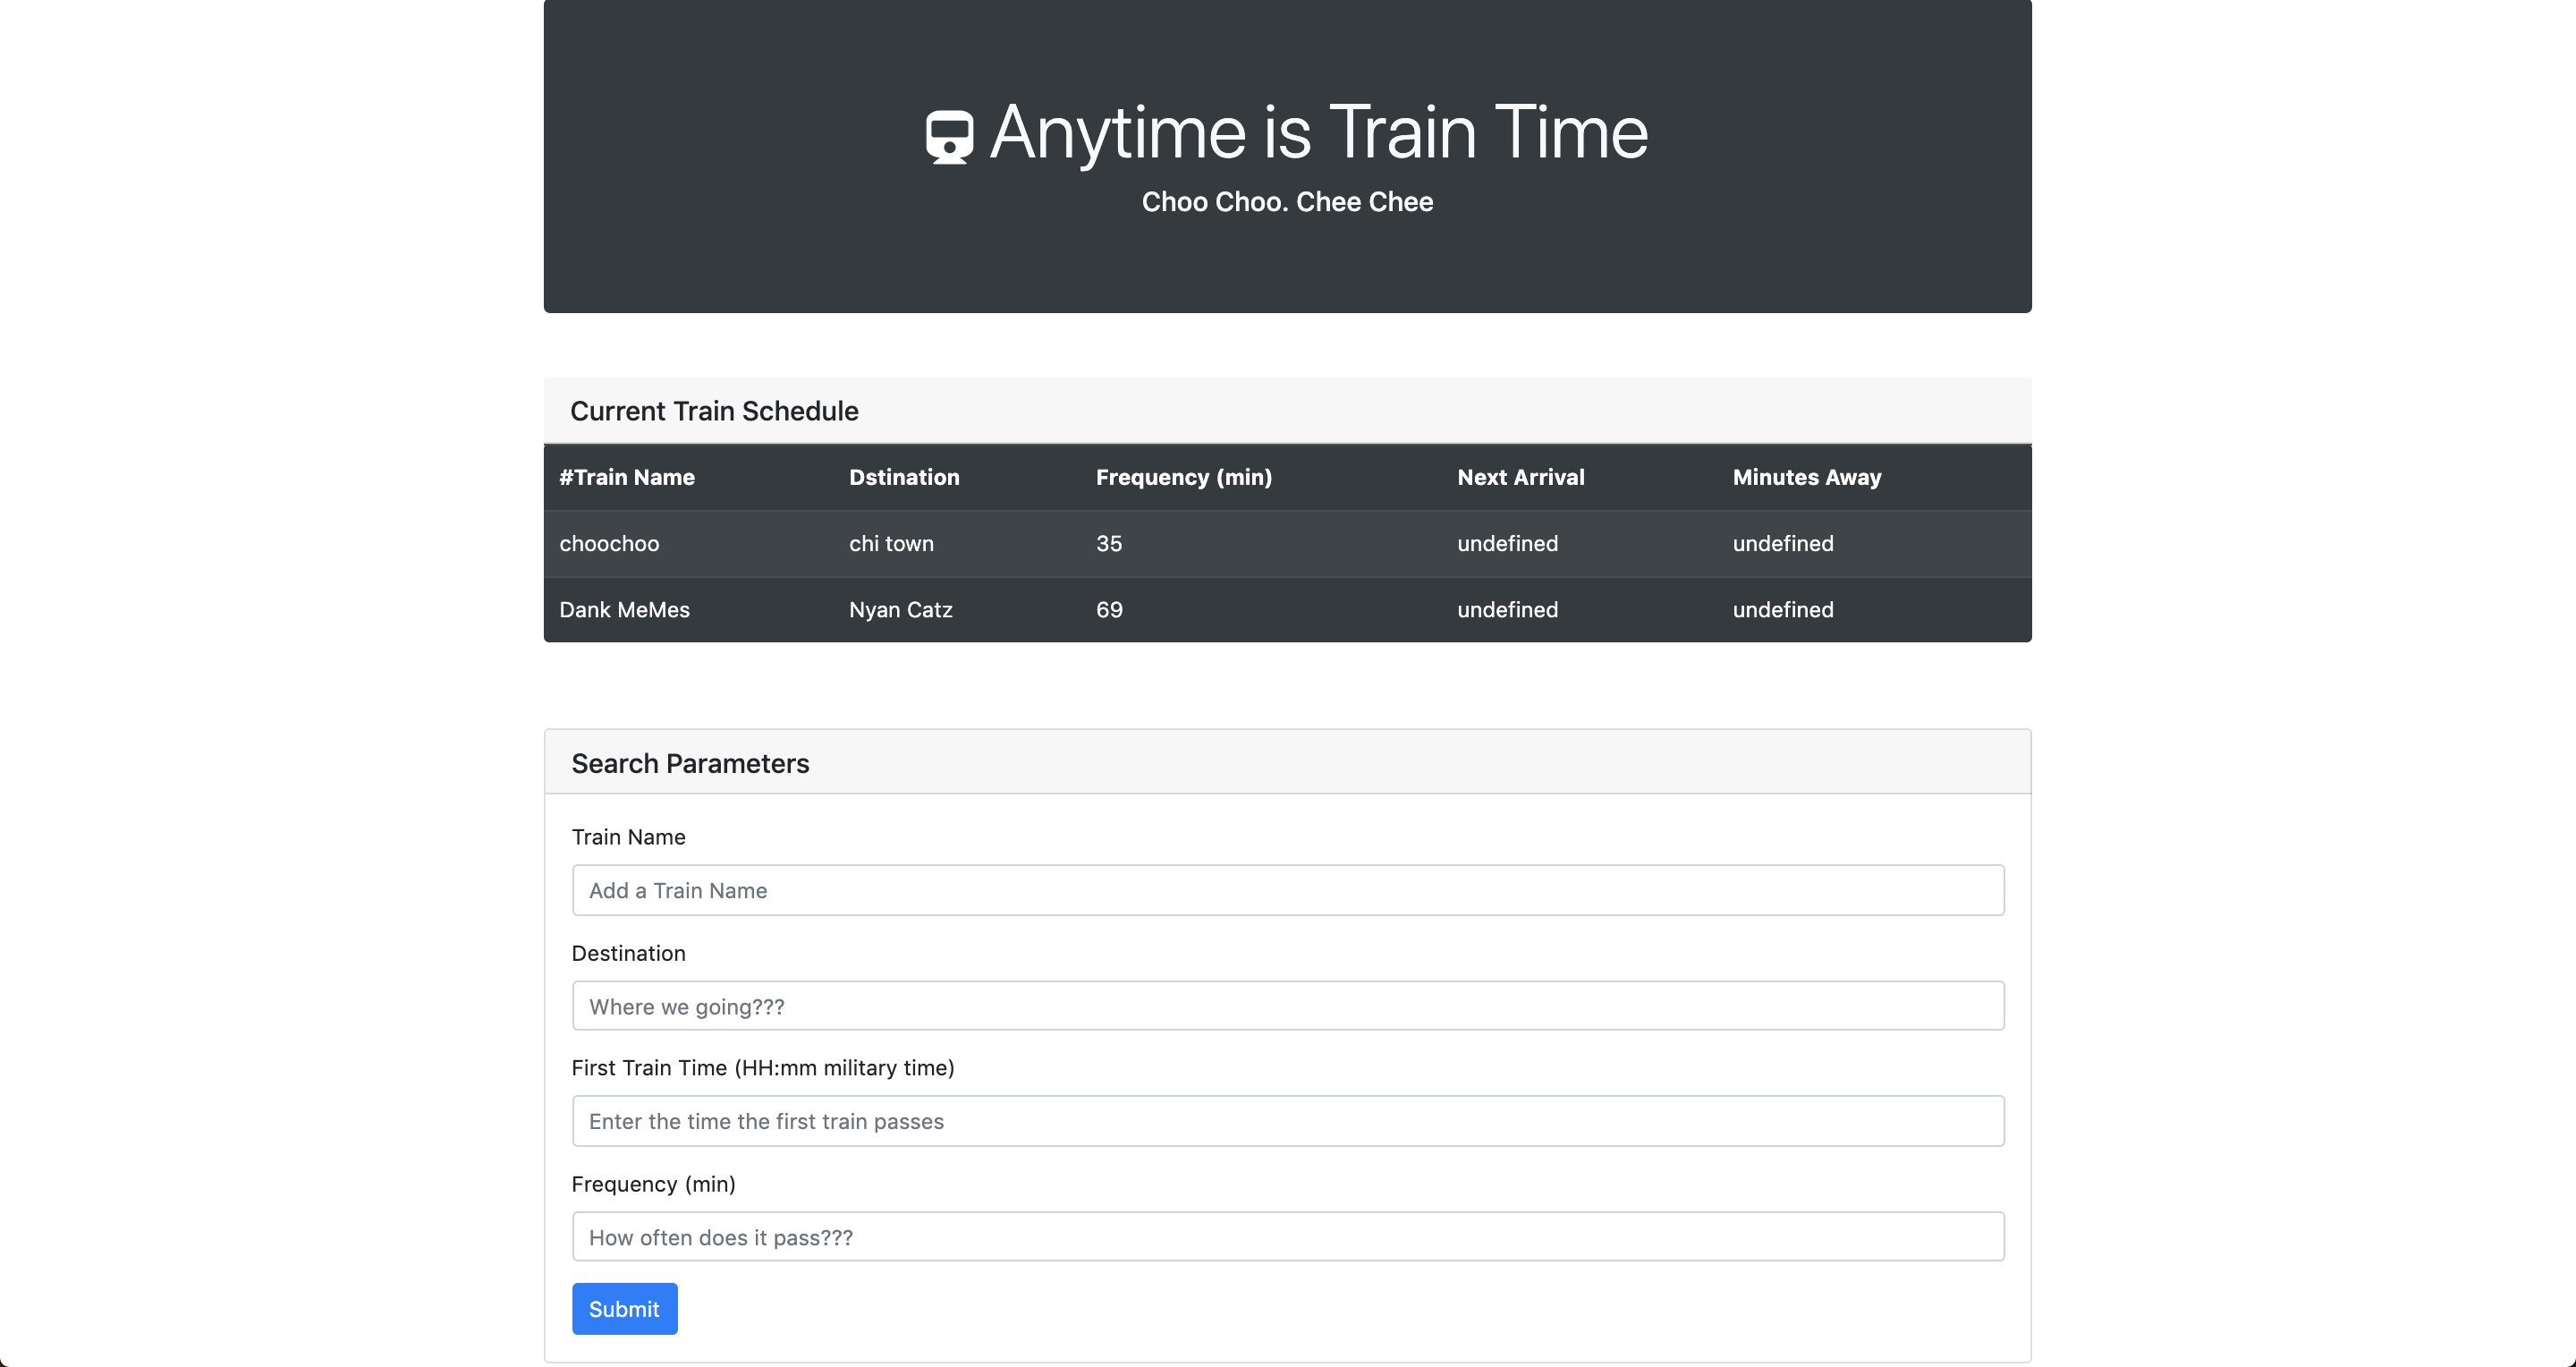 Anytime is Train Time
Choo Choo. Chee Chee
Current Train Schedule
#Train Name Dstination Frequency (min) Next Arrival Minutes Away
choochoo chi town 35 undefined undefined
Dank MeMes Nyan Catz 69 undefined undefined
Search Parameters
Train Name
Add a Train Name
Destination
Where we going???
First Train Time (HH:mm military time)
Enter the time the first train passes
Frequency (min)
How often does it pass???
Submit